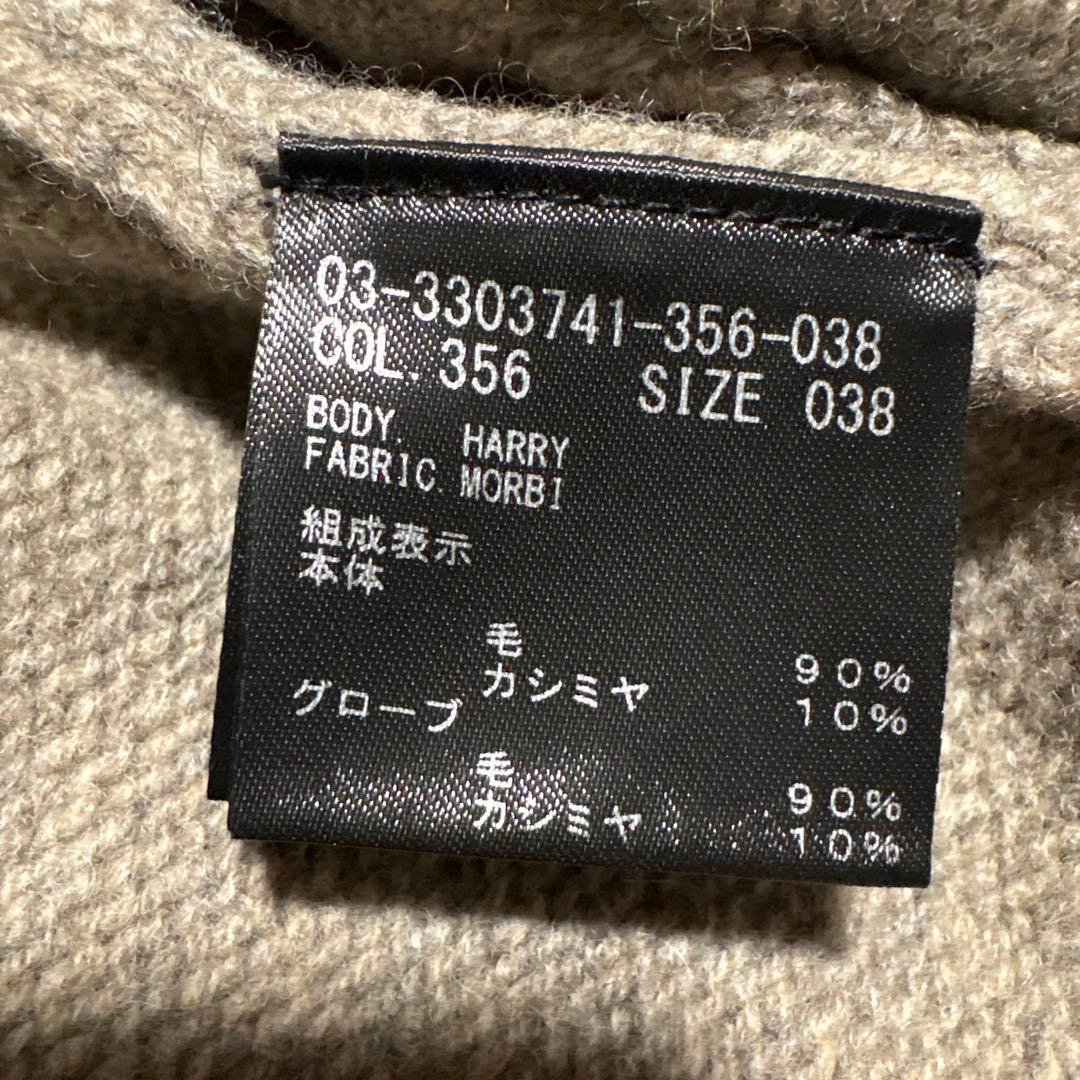 03-3303741-356-038
COL.356 SIZE 038
BODY. HARRY
FABRIC.MORBI
組成表示
本体
毛 90%
カシミヤ 10%
グローブ
毛 90%
カシミヤ 10%